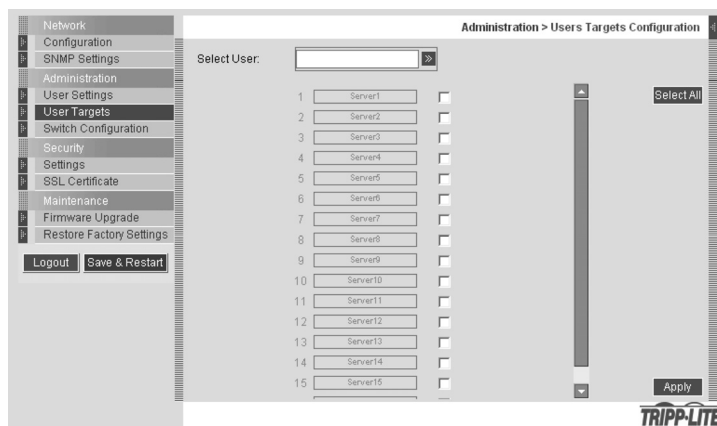 Network
Configuration
SNMP Settings
Administration
User Settings
User Targets
Switch Configuration
Security
Settings
SSL Certificate
Maintenance
Firmware Upgrade
Restore Factory Settings
Logout Save & Restart
Administration > Users Targets Configuration
Select User:
1 Server1
2 Server2
3 Server3
4 Server4
5 Server5
6 Server6
7 Server7
8 Server8
9 Server9
10 Server10
11 Server11
12 Server12
13 Server13
14 Server14
15 Server15
Select All
Apply
TRIPP·LITE